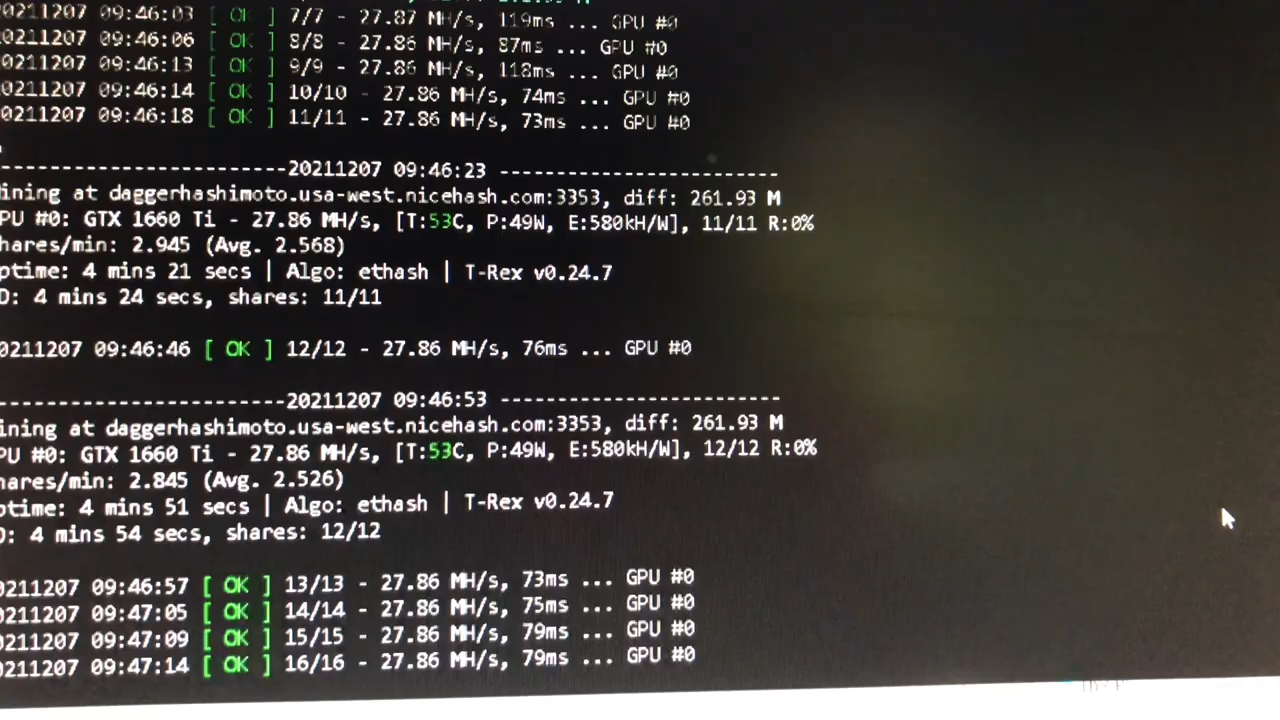 20211207 09:46:03 [ OK ] 7/7 - 27.87 MH/s, 119ms ... GPU #0
0211207 09:46:06 [ OK ] 8/8 - 27.86 MH/s, 87ms ... GPU #0
0211207 09:46:13 [ OK ] 9/9 - 27.86 MH/s, 118ms ... GPU #0
0211207 09:46:14 [ OK ] 10/10 - 27.86 MH/s, 74ms ... GPU #0
0211207 09:46:18 [ OK ] 11/11 - 27.86 MH/s, 73ms ... GPU #0
------------------------20211207 09:46:23 -----------------------
ining at daggerhashimoto.usa-west.nicehash.com:3353, diff: 261.93 M
PU #0: GTX 1660 Ti - 27.86 MH/s, [T:53C, P:49W, E:580kH/W], 11/11 R:0%
hares/min: 2.945 (Avg. 2.568)
ptime: 4 mins 21 secs | Algo: ethash | T-Rex v0.24.7
D: 4 mins 24 secs, shares: 11/11
0211207 09:46:46 [ OK ] 12/12 - 27.86 MH/s, 76ms ... GPU #0
------------------------20211207 09:46:53 -----------------------
ining at daggerhashimoto.usa-west.nicehash.com:3353, diff: 261.93 M
PU #0: GTX 1660 Ti - 27.86 MH/s, [T:53C, P:49W, E:580kH/W], 12/12 R:0%
hares/min: 2.845 (Avg. 2.526)
ptime: 4 mins 51 secs | Algo: ethash | T-Rex v0.24.7
D: 4 mins 54 secs, shares: 12/12
0211207 09:46:57 [ OK ] 13/13 - 27.86 MH/s, 73ms ... GPU #0
0211207 09:47:05 [ OK ] 14/14 - 27.86 MH/s, 75ms ... GPU #0
0211207 09:47:09 [ OK ] 15/15 - 27.86 MH/s, 79ms ... GPU #0
0211207 09:47:14 [ OK ] 16/16 - 27.86 MH/s, 79ms ... GPU #0